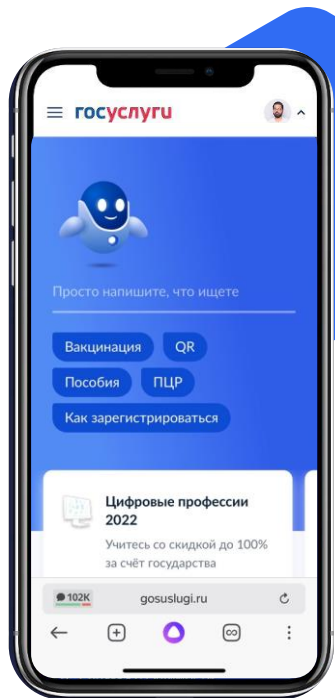 госуслуги
Просто напишите, что ищете
Вакцинация QR
Пособия ПЦР
Как зарегистрироваться
Цифровые профессии
2022
Учитесь со скидкой до 100%
за счёт государства
102K gosuslugi.ru